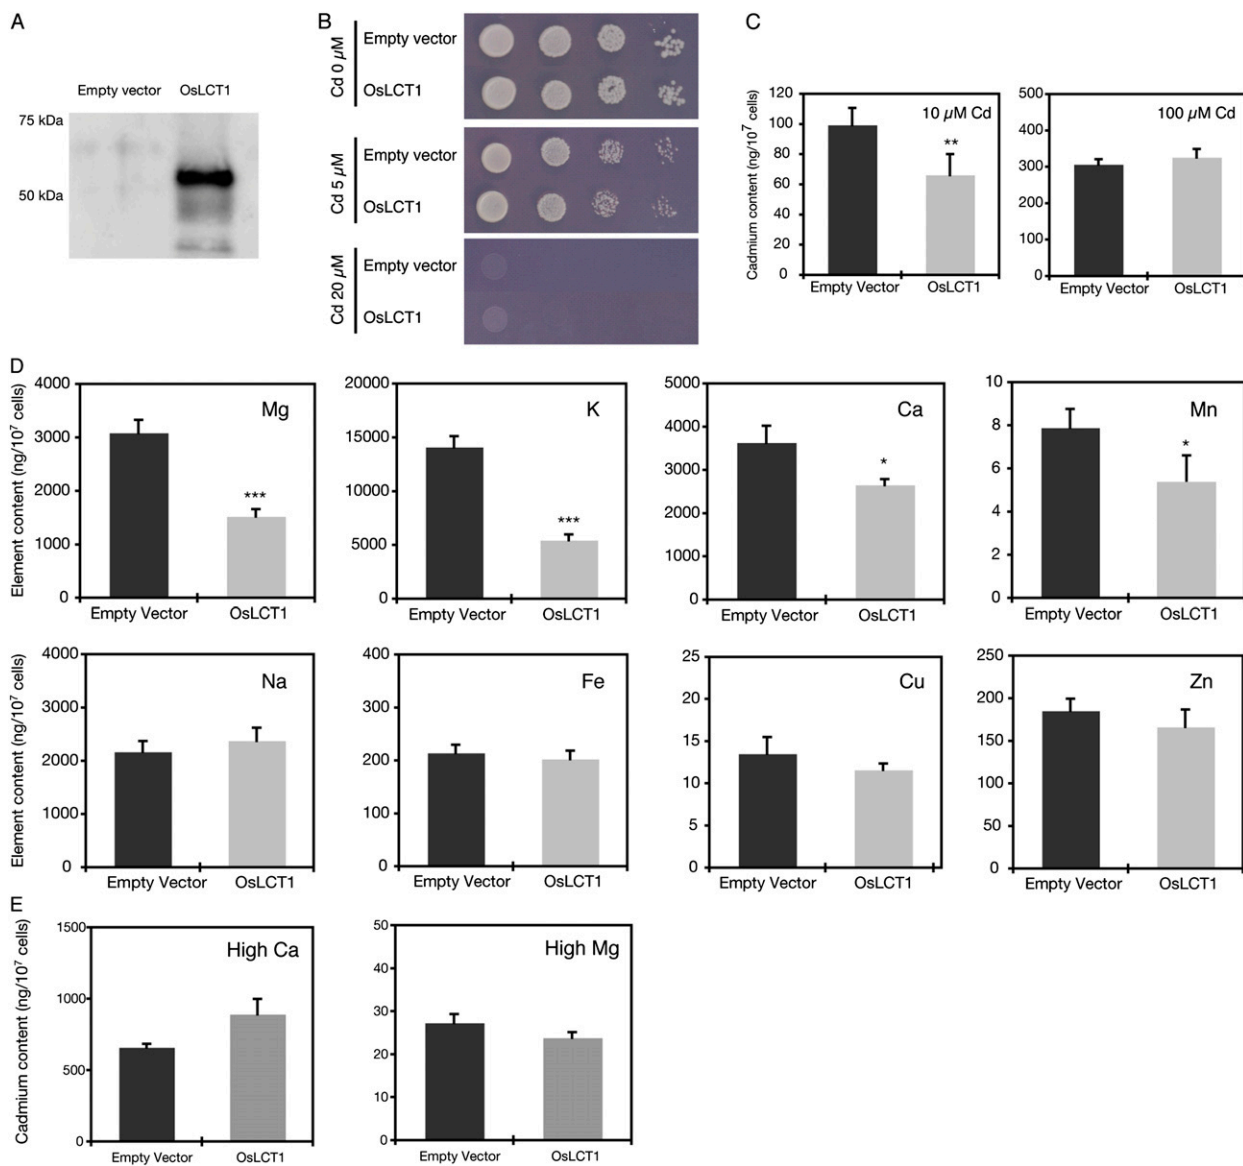 A
Empty vector OsLCT1
75 kDa
50 kDa
B
Cd 0 µM
Empty vector
OsLCT1
Cd 5 µM
Empty vector
OsLCT1
Cd 20 µM
Empty vector
OsLCT1
C
Cadmium content (ng/10⁷ cells)
120
100
80
60
40
20
0
10 µM Cd
**
Empty Vector OsLCT1
500
400
300
200
100
0
100 µM Cd
Empty Vector OsLCT1
D
Element content (ng/10⁷ cells)
4000
3000
2000
1000
0
Mg
***
Empty Vector OsLCT1
20000
15000
10000
5000
0
K
***
Empty Vector OsLCT1
5000
4000
3000
2000
1000
0
Ca
*
Empty Vector OsLCT1
10
8
6
4
2
0
Mn
*
Empty Vector OsLCT1
Element content (ng/10⁷ cells)
4000
3000
2000
1000
0
Na
Empty Vector OsLCT1
400
300
200
100
0
Fe
Empty Vector OsLCT1
25
20
15
10
5
0
Cu
Empty Vector OsLCT1
250
200
150
100
50
0
Zn
Empty Vector OsLCT1
E
Cadmium content (ng/10⁷ cells)
1500
1000
500
0
High Ca
Empty Vector OsLCT1
50
40
30
20
10
0
High Mg
Empty Vector OsLCT1